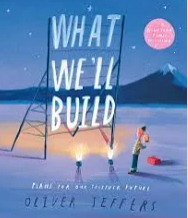 WHAT
WE'LL
BUILD
PLANS FOR OUR TOGETHER FUTURE
OLIVER JEFFERS